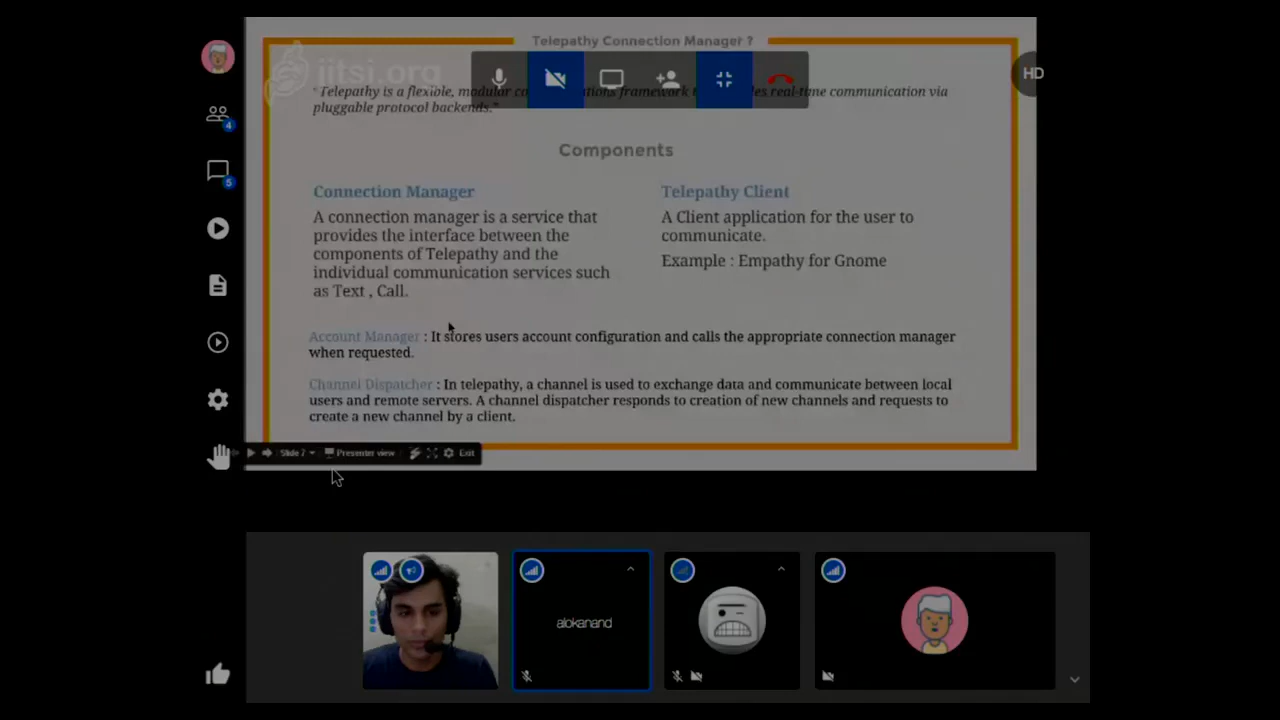 Telepathy Connection Manager ?
jitsi.org
HD
"Telepathy is a flexible, modular real-time communication via
pluggable protocol backends."
Components
Connection Manager
A connection manager is a service that
provides the interface between the
components of Telepathy and the
individual communication services such
as Text , Call.
Telepathy Client
A Client application for the user to
communicate.
Example : Empathy for Gnome
Account Manager : It stores users account configuration and calls the appropriate connection manager
when requested.
Channel Dispatcher : In telepathy, a channel is used to exchange data and communicate between local
users and remote servers. A channel dispatcher responds to creation of new channels and requests to
create a new channel by a client.
4
5
Slide 7 Presenter view Exit
alokanand